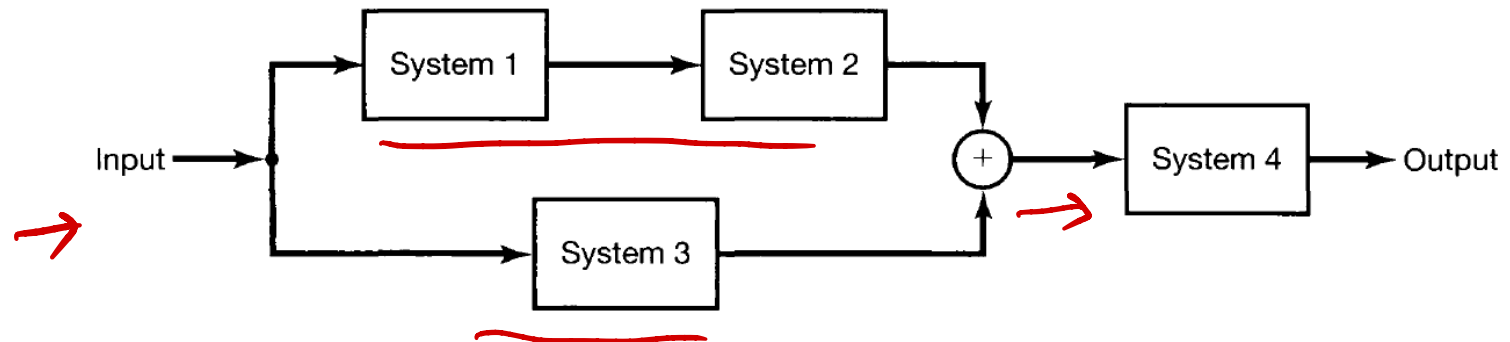 System 1
System 2
Input
+
System 4
Output
System 3